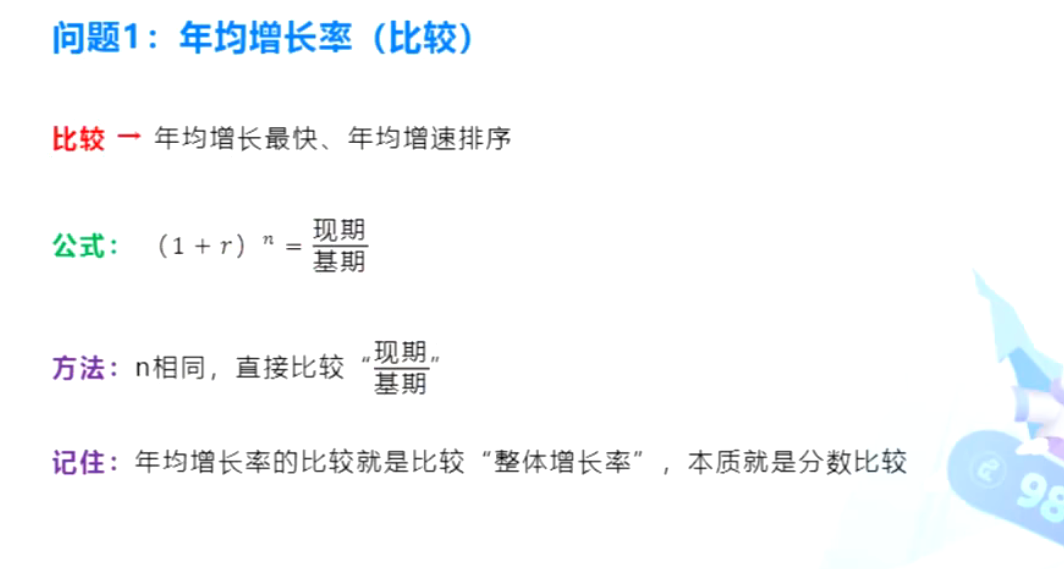 问题1：年均增长率（比较）
比较 → 年均增长最快、年均增速排序
公式：（1 + r）ⁿ = 现期/基期
方法：n相同，直接比较“现期/基期”
记住：年均增长率的比较就是比较“整体增长率”，本质就是分数比较
98